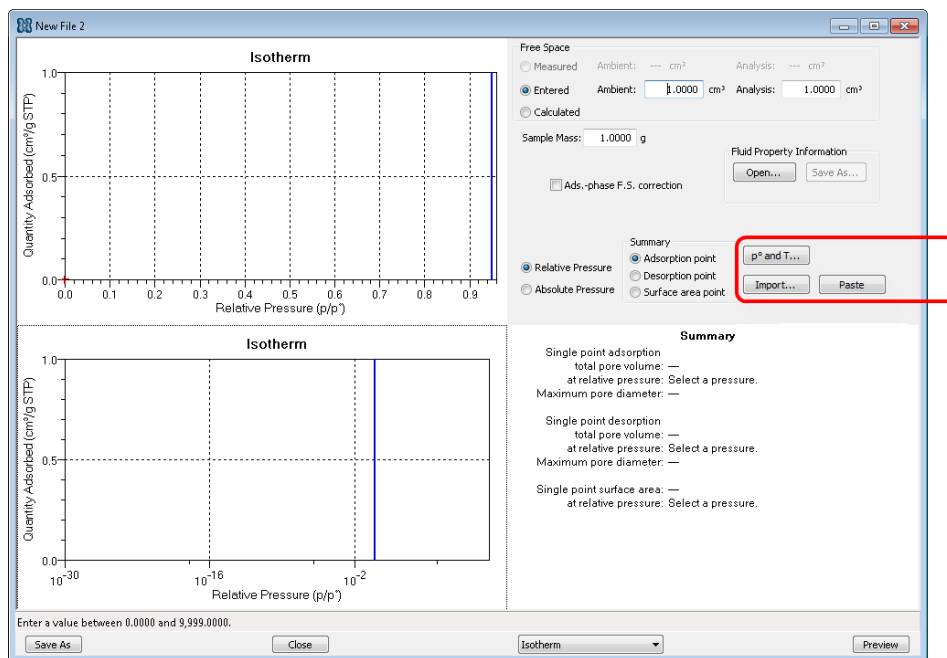 New File 2
Isotherm
Quantity Adsorbed (cm³/g STP)
1.0
0.5
0.0
0.0 0.1 0.2 0.3 0.4 0.5 0.6 0.7 0.8 0.9
Relative Pressure (p/p°)
Free Space
Measured Ambient: --- cm³ Analysis: --- cm³
Entered Ambient: 1.0000 cm³ Analysis: 1.0000 cm³
Calculated
Sample Mass: 1.0000 g
Fluid Property Information
Open... Save As...
Ads.-phase F.S. correction
Relative Pressure
Absolute Pressure
Summary
Adsorption point
Desorption point
Surface area point
p° and T...
Import... Paste
Isotherm
Quantity Adsorbed (cm³/g STP)
1.0
0.5
0.0
10⁻³⁰ 10⁻¹⁶ 10⁻²
Relative Pressure (p/p°)
Summary
Single point adsorption
total pore volume: —
at relative pressure: Select a pressure.
Maximum pore diameter: —
Single point desorption
total pore volume: —
at relative pressure: Select a pressure.
Maximum pore diameter: —
Single point surface area: —
at relative pressure: Select a pressure.
Enter a value between 0.0000 and 9,999.0000.
Save As Close Isotherm Preview